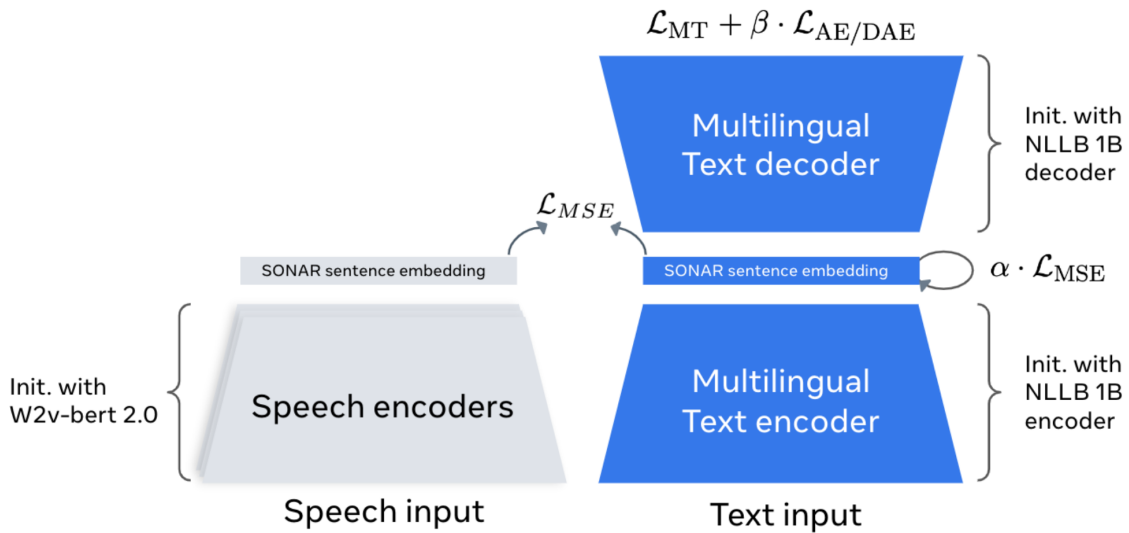 ℒ_MT + β · ℒ_AE/DAE
Multilingual
Text decoder
Init. with
NLLB 1B
decoder
ℒ_MSE
SONAR sentence embedding
SONAR sentence embedding
α · ℒ_MSE
Init. with
W2v-bert 2.0
Speech encoders
Multilingual
Text encoder
Init. with
NLLB 1B
encoder
Speech input
Text input